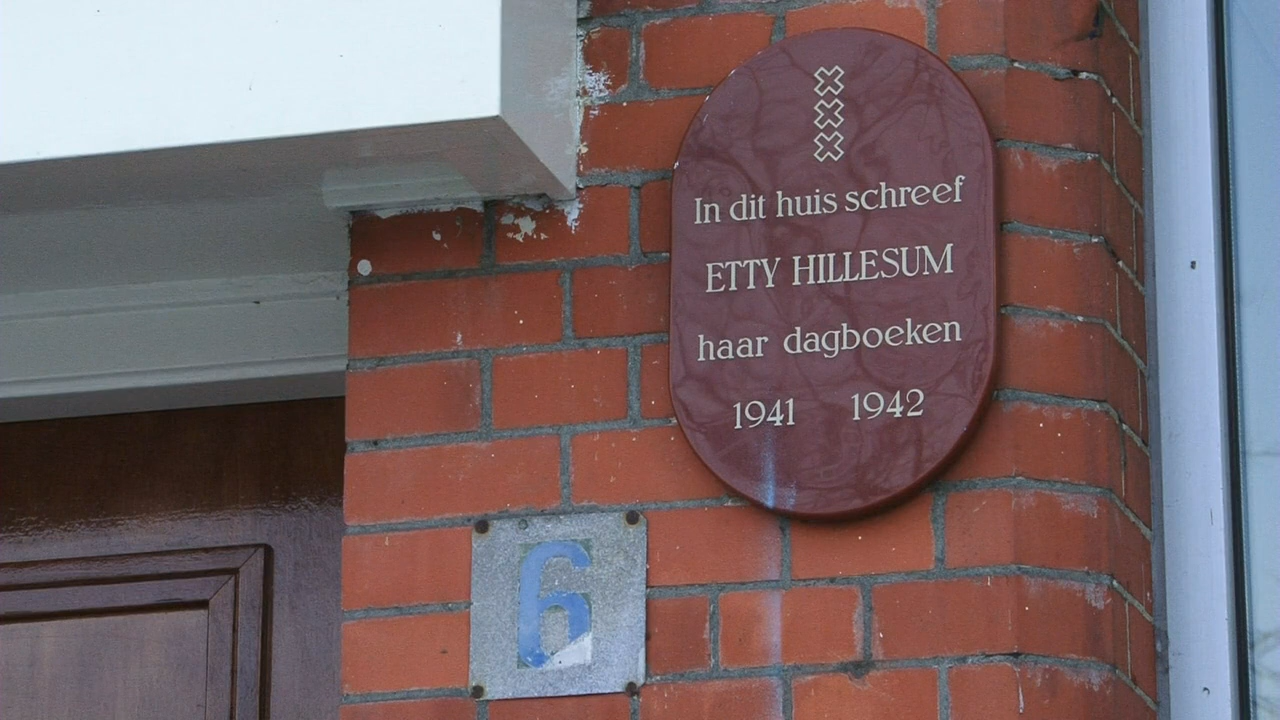 In dit huis schreef
ETTY HILLESUM
haar dagboeken
1941 1942
6